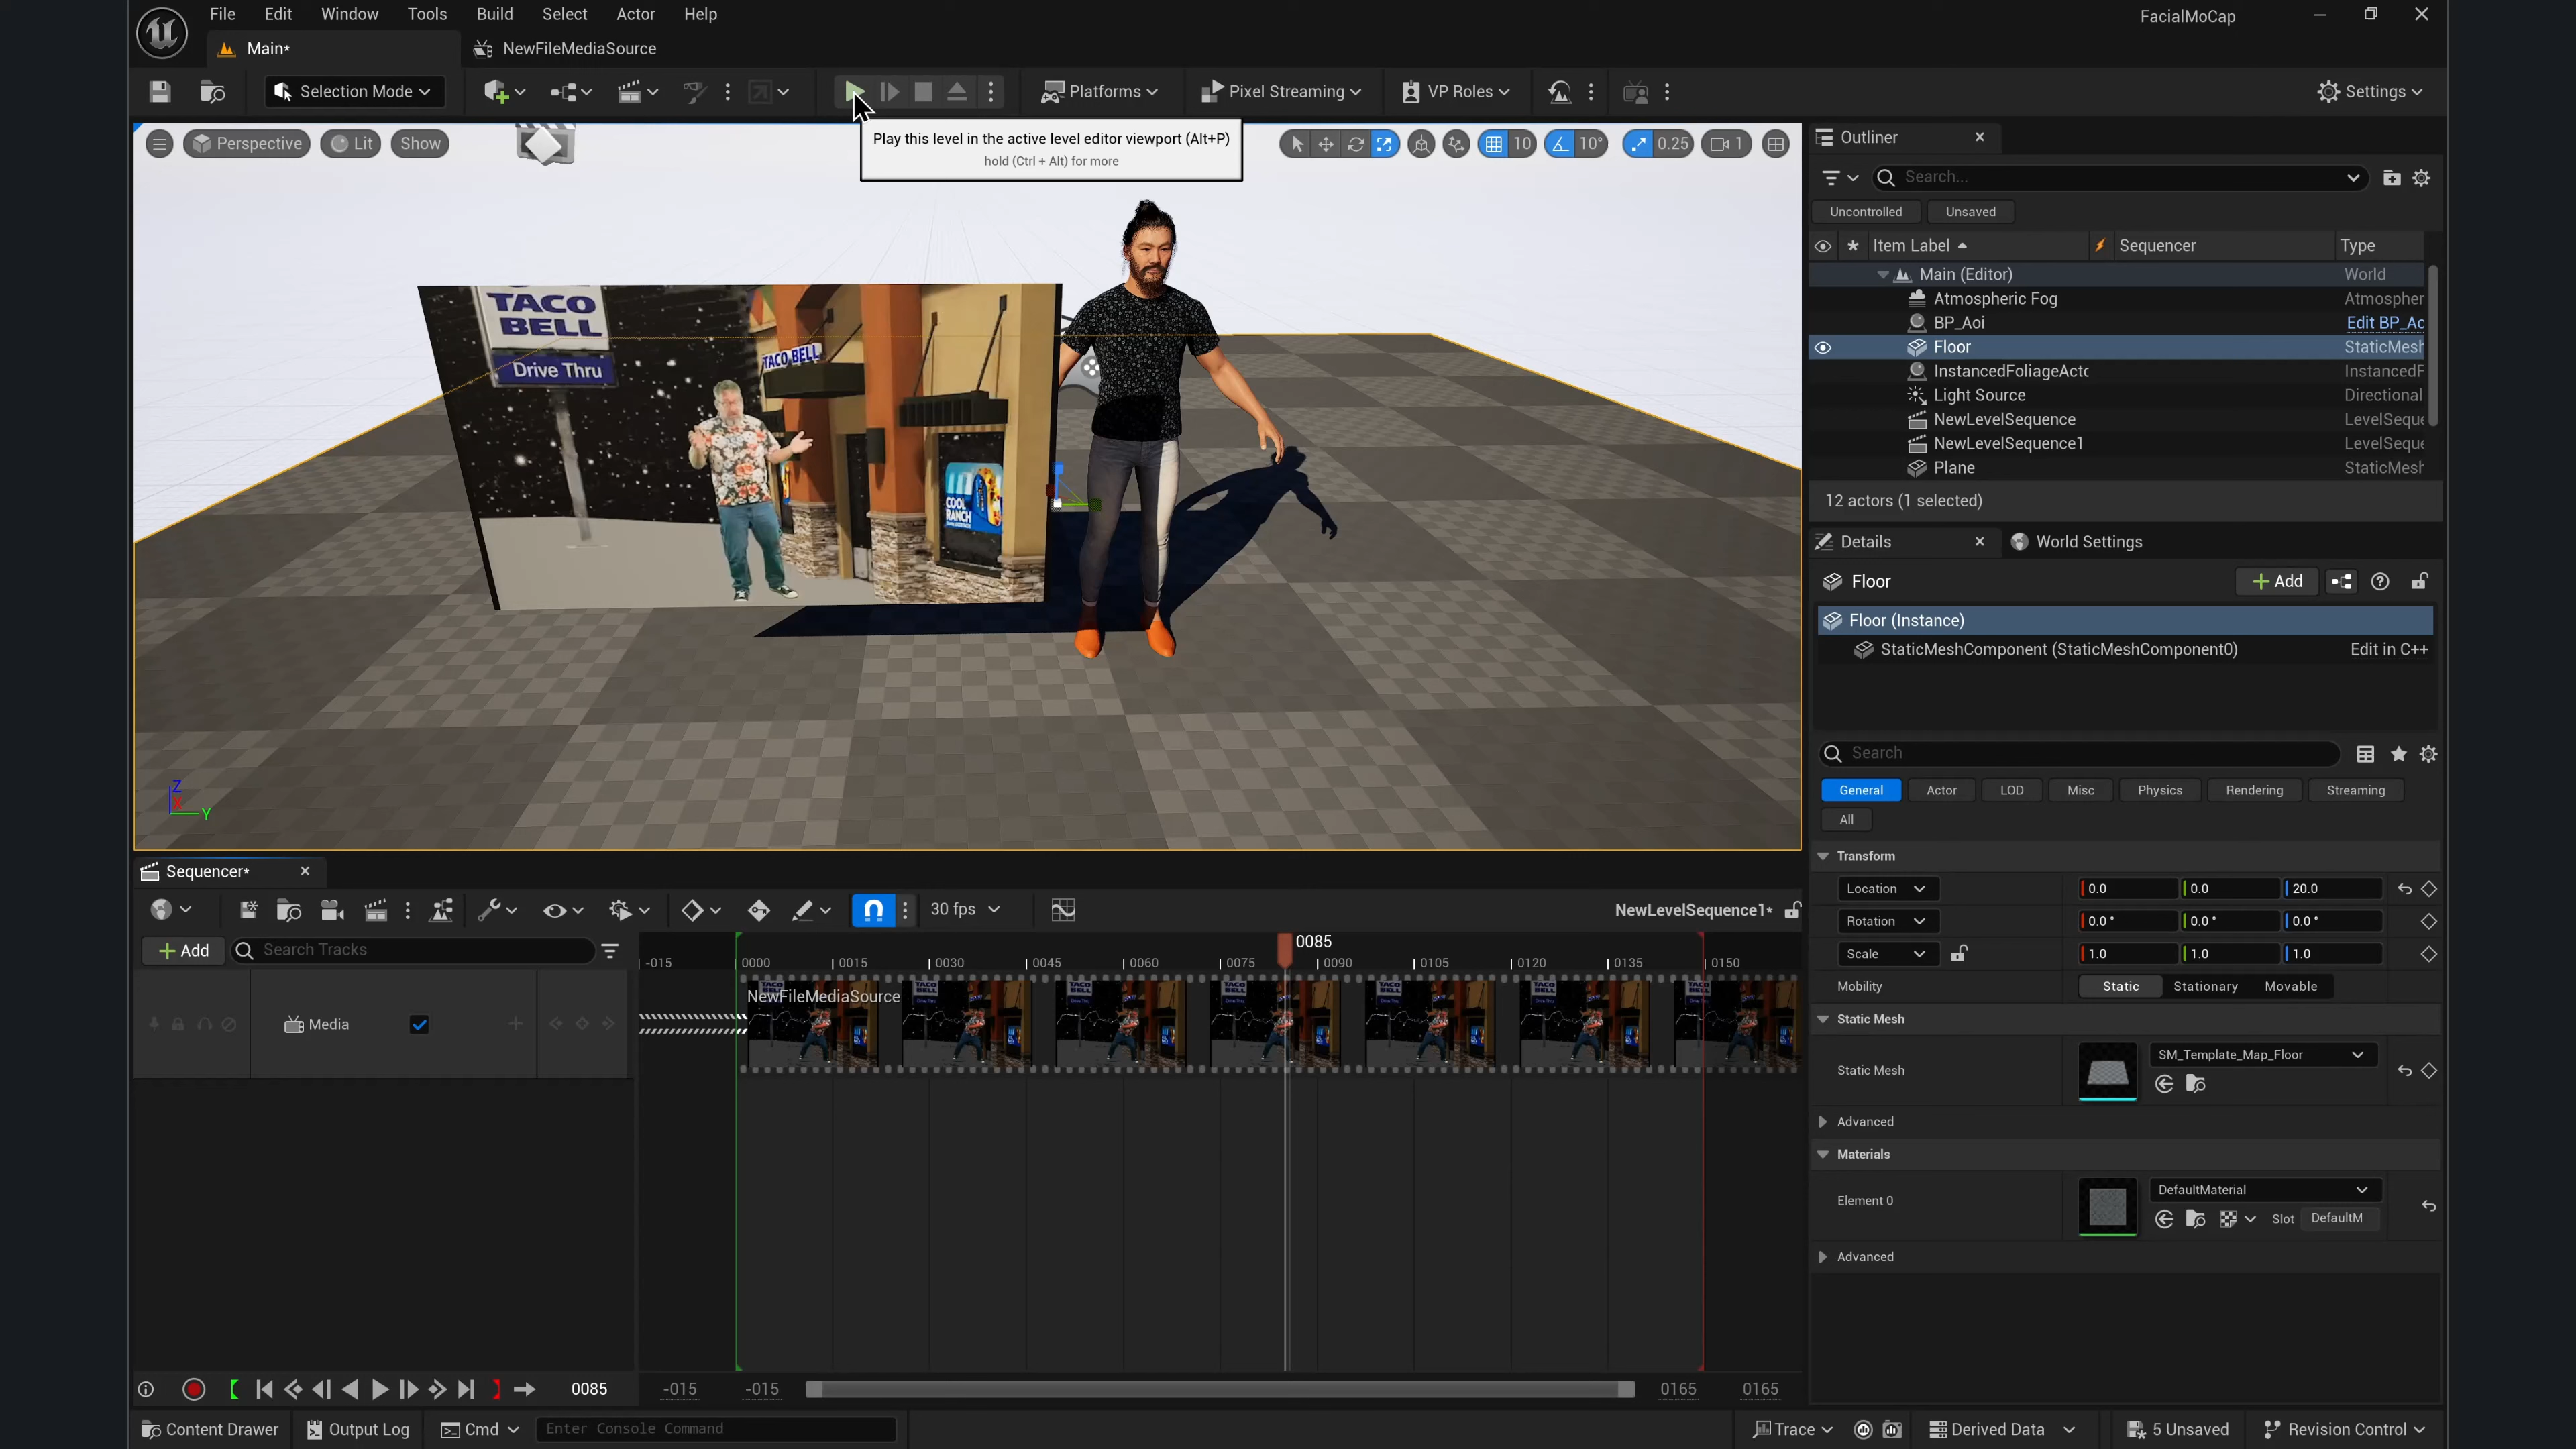 File Edit Window Tools Build Select Actor Help
FacialMoCap
Main*
NewFileMediaSource
Selection Mode
Platforms
Pixel Streaming
VP Roles
Settings
Perspective
Lit
Show
Play this level in the active level editor viewport (Alt+P)
hold (Ctrl + Alt) for more
10
10°
0.25
1
TACO
BELL
Drive Thru
TACO BELL
COOL
RANCH
Z
X
Y
Outliner
Search...
Uncontrolled
Unsaved
Item Label
Sequencer
Type
Main (Editor) World
Atmospheric Fog Atmospher
BP_Aoi Edit BP_Ao
Floor StaticMesh
InstancedFoliageActo InstancedF
Light Source Directional
NewLevelSequence LevelSeque
NewLevelSequence1 LevelSeque
Plane StaticMesh
12 actors (1 selected)
Details
World Settings
Floor
Add
Floor (Instance)
StaticMeshComponent (StaticMeshComponent0) Edit in C++
Search
General Actor LOD Misc Physics Rendering Streaming
All
Transform
Location 0.0 0.0 20.0
Rotation 0.0° 0.0° 0.0°
Scale 1.0 1.0 1.0
Mobility Static Stationary Movable
Static Mesh
Static Mesh SM_Template_Map_Floor
Advanced
Materials
Element 0 DefaultMaterial
Slot DefaultM
Advanced
Sequencer*
30 fps
NewLevelSequence1*
Add
Search Tracks
0085
-015 0000 0015 0030 0045 0060 0075 0090 0105 0120 0135 0150
NewFileMediaSource
Media
0085 -015 -015 0165 0165
Content Drawer
Output Log
Cmd
Enter Console Command
Trace
Derived Data
5 Unsaved
Revision Control